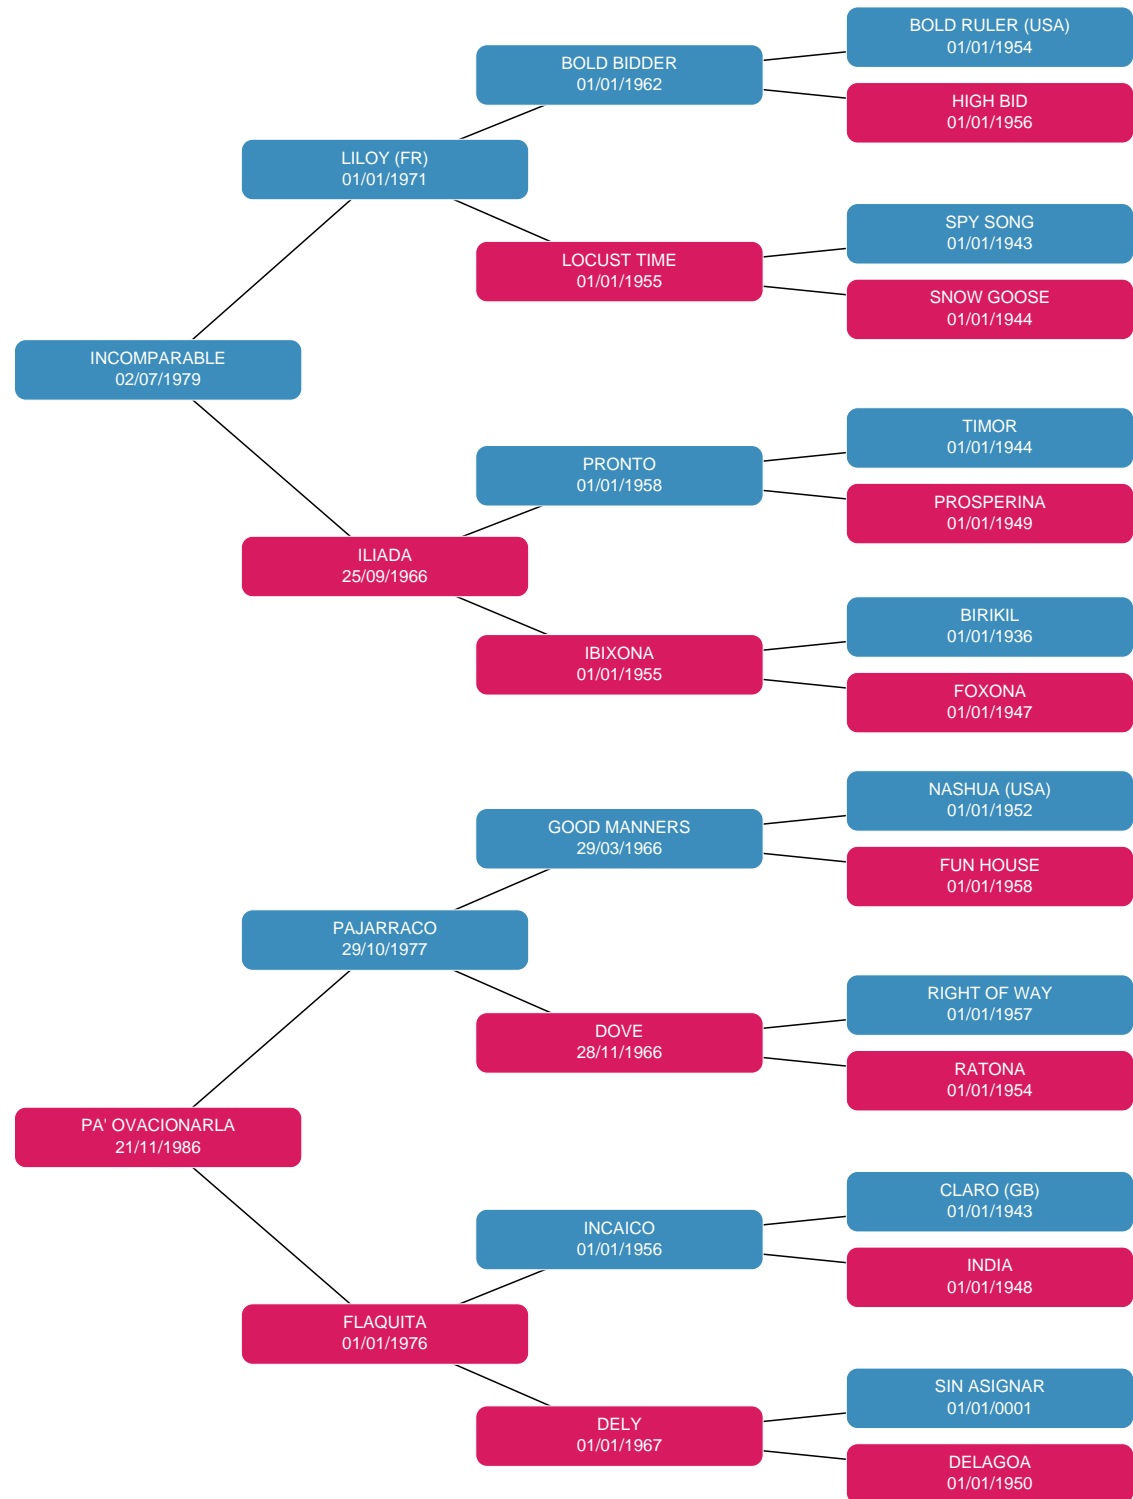 BOLD RULER (USA)
01/01/1954
BOLD BIDDER
01/01/1962
HIGH BID
01/01/1956
LILOY (FR)
01/01/1971
SPY SONG
01/01/1943
LOCUST TIME
01/01/1955
SNOW GOOSE
01/01/1944
INCOMPARABLE
02/07/1979
TIMOR
01/01/1944
PRONTO
01/01/1958
PROSPERINA
01/01/1949
ILIADA
25/09/1966
BIRIKIL
01/01/1936
IBIXONA
01/01/1955
FOXONA
01/01/1947
NASHUA (USA)
01/01/1952
GOOD MANNERS
29/03/1966
FUN HOUSE
01/01/1958
PAJARRACO
29/10/1977
RIGHT OF WAY
01/01/1957
DOVE
28/11/1966
RATONA
01/01/1954
PA' OVACIONARLA
21/11/1986
CLARO (GB)
01/01/1943
INCAICO
01/01/1956
INDIA
01/01/1948
FLAQUITA
01/01/1976
SIN ASIGNAR
01/01/0001
DELY
01/01/1967
DELAGOA
01/01/1950